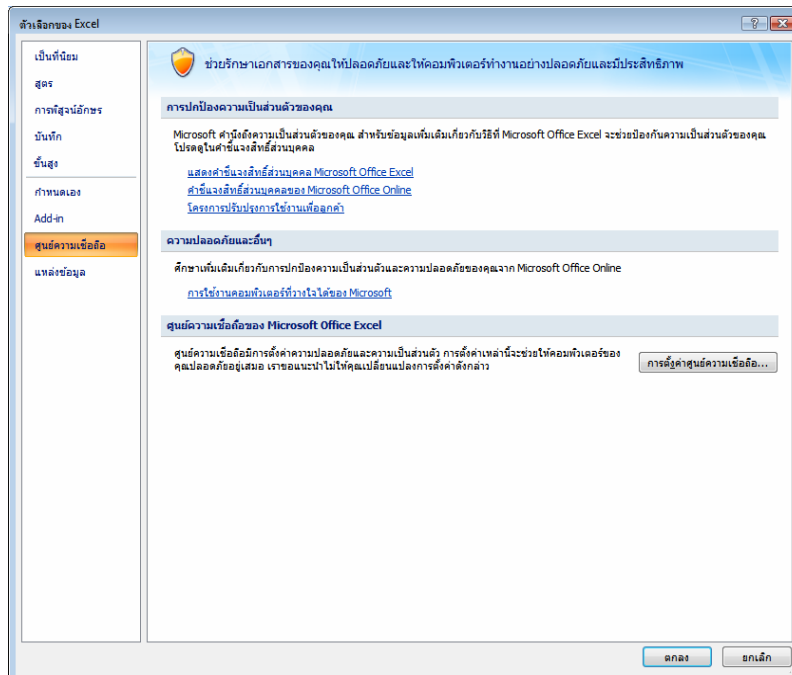 ตัวเลือกของ Excel
เป็นที่นิยม
สูตร
การพิสูจน์อักษร
บันทึก
ขั้นสูง
กำหนดเอง
Add-in
ศูนย์ความเชื่อถือ
แหล่งข้อมูล
ช่วยรักษาเอกสารของคุณให้ปลอดภัยและให้คอมพิวเตอร์ทำงานอย่างปลอดภัยและมีประสิทธิภาพ
การปกป้องความเป็นส่วนตัวของคุณ
Microsoft คำนึงถึงความเป็นส่วนตัวของคุณ สำหรับข้อมูลเพิ่มเติมเกี่ยวกับวิธีที่ Microsoft Office Excel จะช่วยป้องกันความเป็นส่วนตัวของคุณ
โปรดดูในคำชี้แจงสิทธิ์ส่วนบุคคล
แสดงคำชี้แจงสิทธิ์ส่วนบุคคล Microsoft Office Excel
คำชี้แจงสิทธิ์ส่วนบุคคลของ Microsoft Office Online
โครงการปรับปรุงการใช้งานเพื่อลูกค้า
ความปลอดภัยและอื่นๆ
ศึกษาเพิ่มเติมเกี่ยวกับการปกป้องความเป็นส่วนตัวและความปลอดภัยของคุณจาก Microsoft Office Online
การใช้งานคอมพิวเตอร์ที่วางใจได้ของ Microsoft
ศูนย์ความเชื่อถือของ Microsoft Office Excel
ศูนย์ความเชื่อถือมีการตั้งค่าความปลอดภัยและความเป็นส่วนตัว การตั้งค่าเหล่านี้จะช่วยให้คอมพิวเตอร์ของ
คุณปลอดภัยอยู่เสมอ เราขอแนะนำไม่ให้คุณเปลี่ยนแปลงการตั้งค่าดังกล่าว
การตั้งค่าศูนย์ความเชื่อถือ...
ตกลง
ยกเลิก